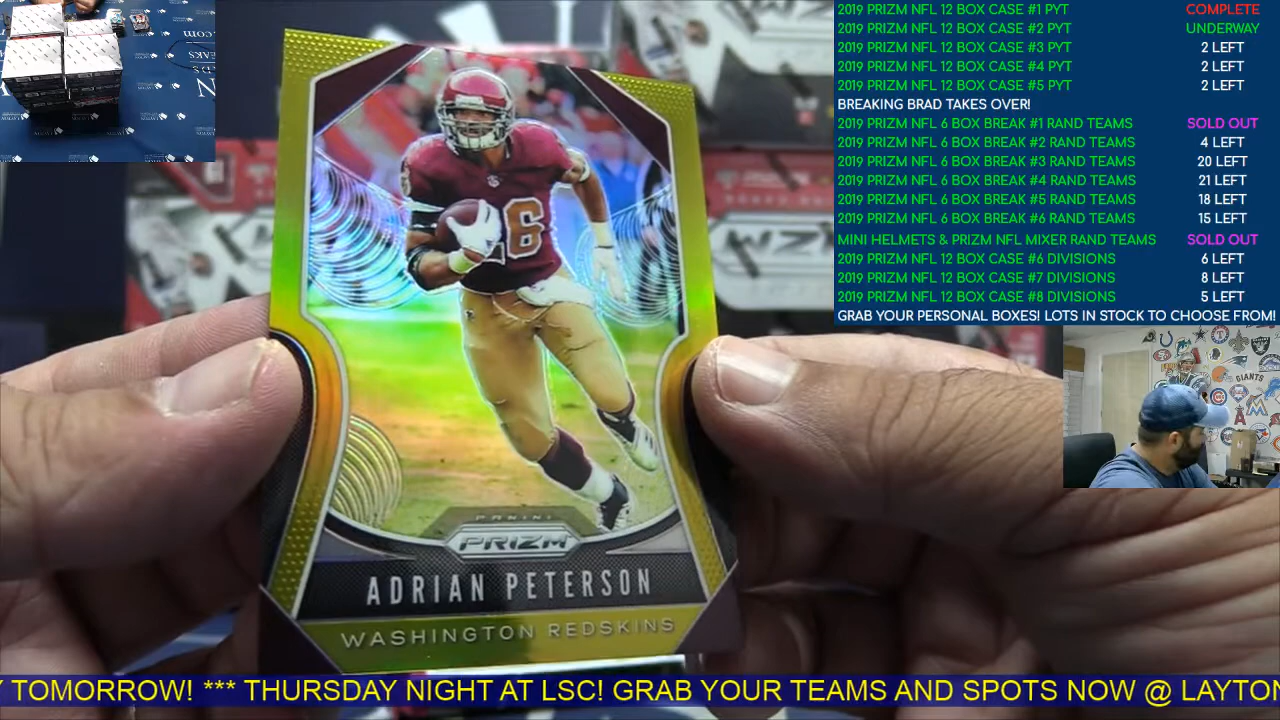 2019 PRIZM NFL 12 BOX CASE #1 PYT COMPLETE
2019 PRIZM NFL 12 BOX CASE #2 PYT UNDERWAY
2019 PRIZM NFL 12 BOX CASE #3 PYT 2 LEFT
2019 PRIZM NFL 12 BOX CASE #4 PYT 2 LEFT
2019 PRIZM NFL 12 BOX CASE #5 PYT 2 LEFT
BREAKING BRAD TAKES OVER!
2019 PRIZM NFL 6 BOX BREAK #1 RAND TEAMS SOLD OUT
2019 PRIZM NFL 6 BOX BREAK #2 RAND TEAMS 4 LEFT
2019 PRIZM NFL 6 BOX BREAK #3 RAND TEAMS 20 LEFT
2019 PRIZM NFL 6 BOX BREAK #4 RAND TEAMS 21 LEFT
2019 PRIZM NFL 6 BOX BREAK #5 RAND TEAMS 18 LEFT
2019 PRIZM NFL 6 BOX BREAK #6 RAND TEAMS 15 LEFT
MINI HELMETS & PRIZM NFL MIXER RAND TEAMS SOLD OUT
2019 PRIZM NFL 12 BOX CASE #6 DIVISIONS 6 LEFT
2019 PRIZM NFL 12 BOX CASE #7 DIVISIONS 8 LEFT
2019 PRIZM NFL 12 BOX CASE #8 DIVISIONS 5 LEFT
GRAB YOUR PERSONAL BOXES! LOTS IN STOCK TO CHOOSE FROM!
26
PANINI
PRIZM
ADRIAN PETERSON
WASHINGTON REDSKINS
GIANTS
Y TOMORROW! *** THURSDAY NIGHT AT LSC! GRAB YOUR TEAMS AND SPOTS NOW @ LAYTON